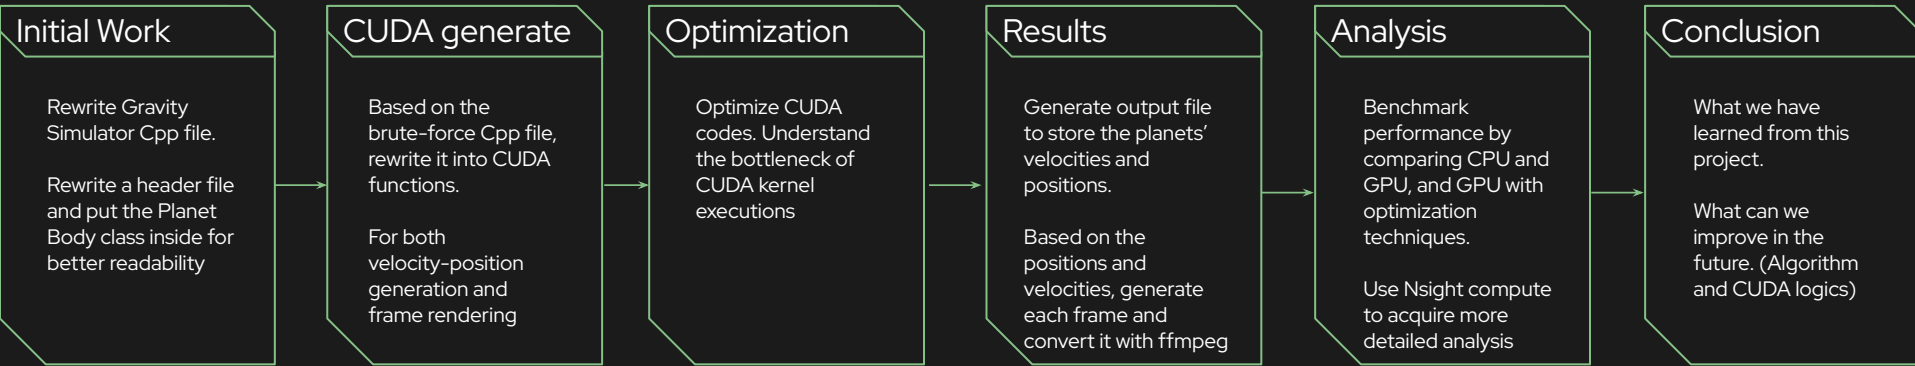 Initial Work
Rewrite Gravity
Simulator Cpp file.
Rewrite a header file
and put the Planet
Body class inside for
better readability
CUDA generate
Based on the
brute-force Cpp file,
rewrite it into CUDA
functions.
For both
velocity-position
generation and
frame rendering
Optimization
Optimize CUDA
codes. Understand
the bottleneck of
CUDA kernel
executions
Results
Generate output file
to store the planets’
velocities and
positions.
Based on the
positions and
velocities, generate
each frame and
convert it with ffmpeg
Analysis
Benchmark
performance by
comparing CPU and
GPU, and GPU with
optimization
techniques.
Use Nsight compute
to acquire more
detailed analysis
Conclusion
What we have
learned from this
project.
What can we
improve in the
future. (Algorithm
and CUDA logics)